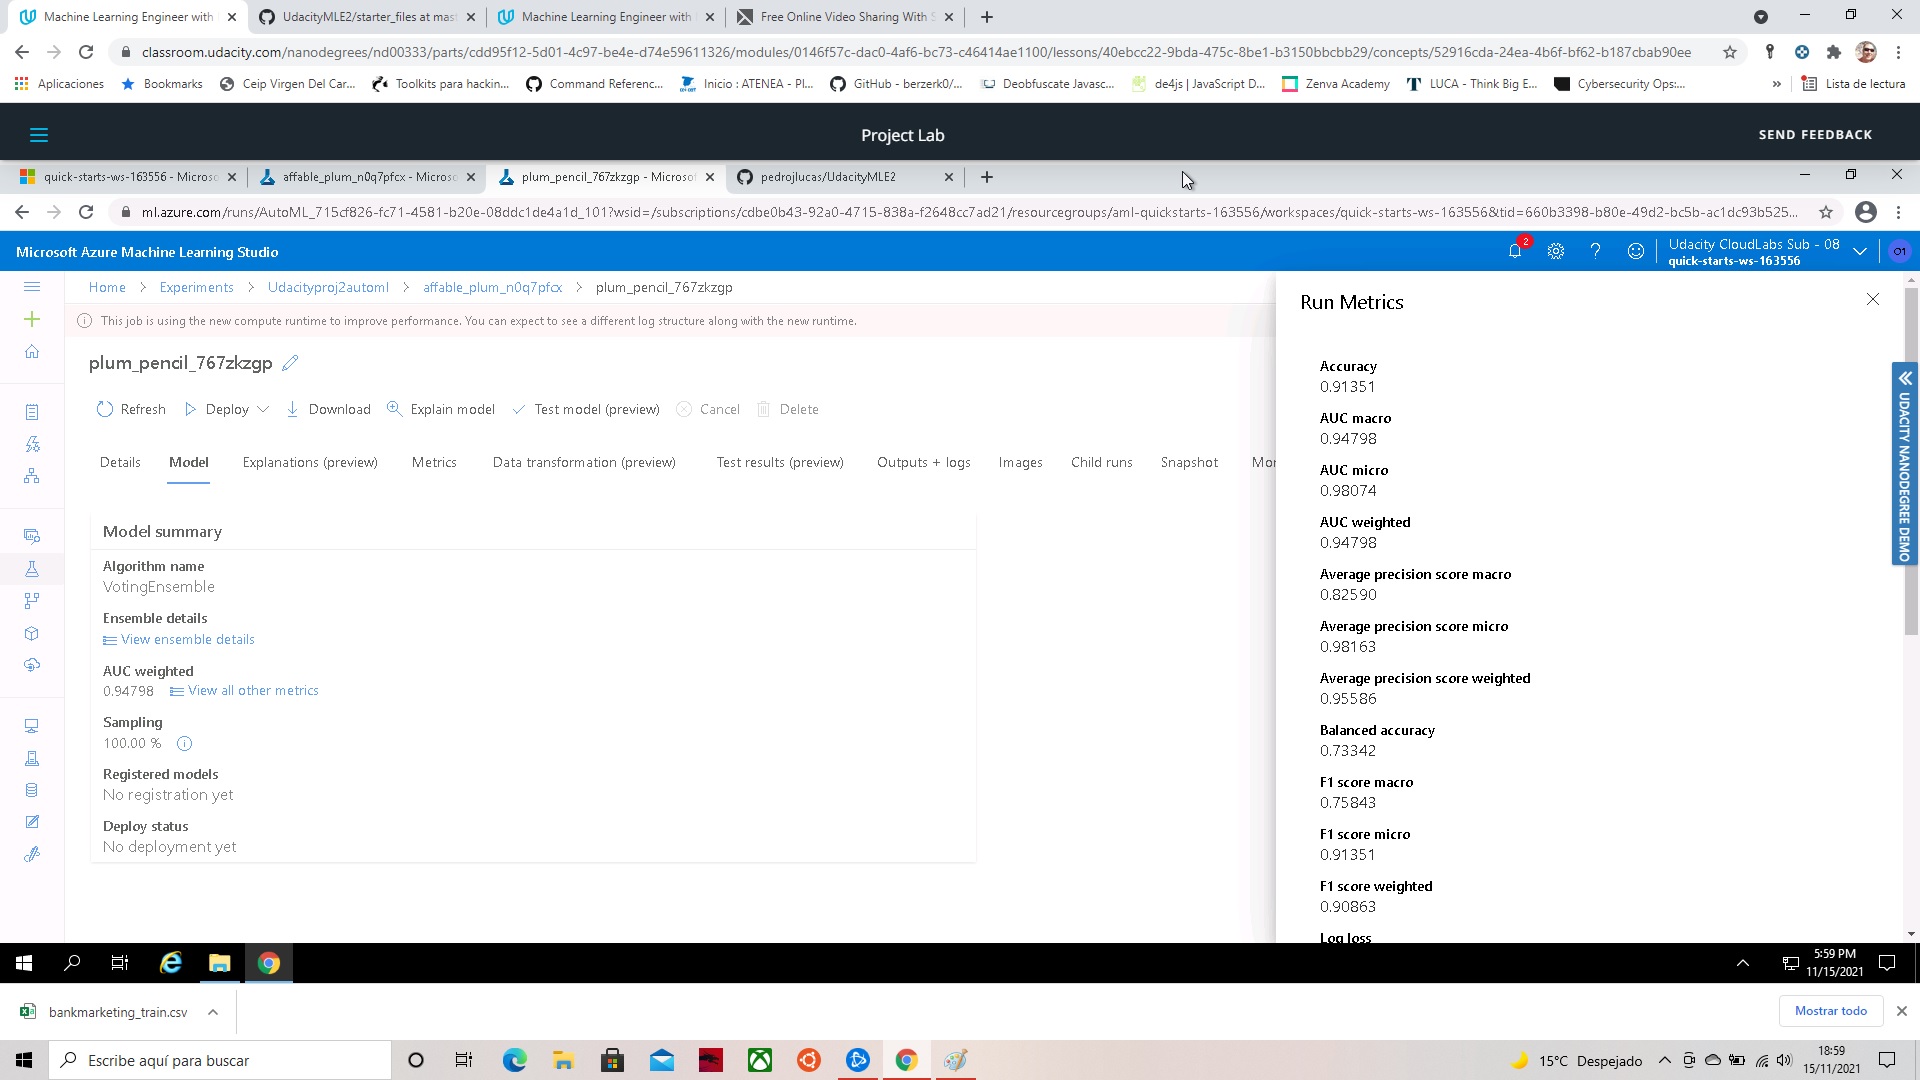 Machine Learning Engineer with
UdacityMLE2/starter_files at mast
Machine Learning Engineer with
Free Online Video Sharing With S
classroom.udacity.com/nanodegrees/nd00333/parts/cdd95f12-5d01-4c97-be4e-d74e59611326/modules/0146f57c-dac0-4af6-bc73-c46414ae1100/lessons/40ebcc22-9bda-475c-8be1-b3150bbcbb29/concepts/52916cda-24ea-4b6f-bf62-b187cbab90ee
Aplicaciones
Bookmarks
Ceip Virgen Del Car...
Toolkits para hackin...
Command Referenc...
Inicio : ATENEA - Pl...
GitHub - berzerk0/...
Deobfuscate Javasc...
de4js | JavaScript D...
Zenva Academy
LUCA - Think Big E...
Cybersecurity Ops:...
»
Lista de lectura
Project Lab
SEND FEEDBACK
quick-starts-ws-163556 - Microso
affable_plum_n0q7pfcx - Microso
plum_pencil_767zkzgp - Microsof
pedrojlucas/UdacityMLE2
ml.azure.com/runs/AutoML_715cf826-fc71-4581-b20e-08ddc1de4a1d_101?wsid=/subscriptions/cdbe0b43-92a0-4715-838a-f2648cc7ad21/resourcegroups/aml-quickstarts-163556/workspaces/quick-starts-ws-163556&tid=660b3398-b80e-49d2-bc5b-ac1dc93b525...
Microsoft Azure Machine Learning Studio
2
Udacity CloudLabs Sub - 08
quick-starts-ws-163556
O1
Home > Experiments > Udacityproj2automl > affable_plum_n0q7pfcx > plum_pencil_767zkzgp
This job is using the new compute runtime to improve performance. You can expect to see a different log structure along with the new runtime.
plum_pencil_767zkzgp
Refresh
Deploy
Download
Explain model
Test model (preview)
Cancel
Delete
Details
Model
Explanations (preview)
Metrics
Data transformation (preview)
Test results (preview)
Outputs + logs
Images
Child runs
Snapshot
Mor
Model summary
Algorithm name
VotingEnsemble
Ensemble details
View ensemble details
AUC weighted
0.94798
View all other metrics
Sampling
100.00 %
Registered models
No registration yet
Deploy status
No deployment yet
Run Metrics
Accuracy
0.91351
AUC macro
0.94798
AUC micro
0.98074
AUC weighted
0.94798
Average precision score macro
0.82590
Average precision score micro
0.98163
Average precision score weighted
0.95586
Balanced accuracy
0.73342
F1 score macro
0.75843
F1 score micro
0.91351
F1 score weighted
0.90863
Log loss
UDACITY NANODEGREE DEMO
5:59 PM
11/15/2021
bankmarketing_train.csv
Mostrar todo
Escribe aquí para buscar
15°C Despejado
18:59
15/11/2021